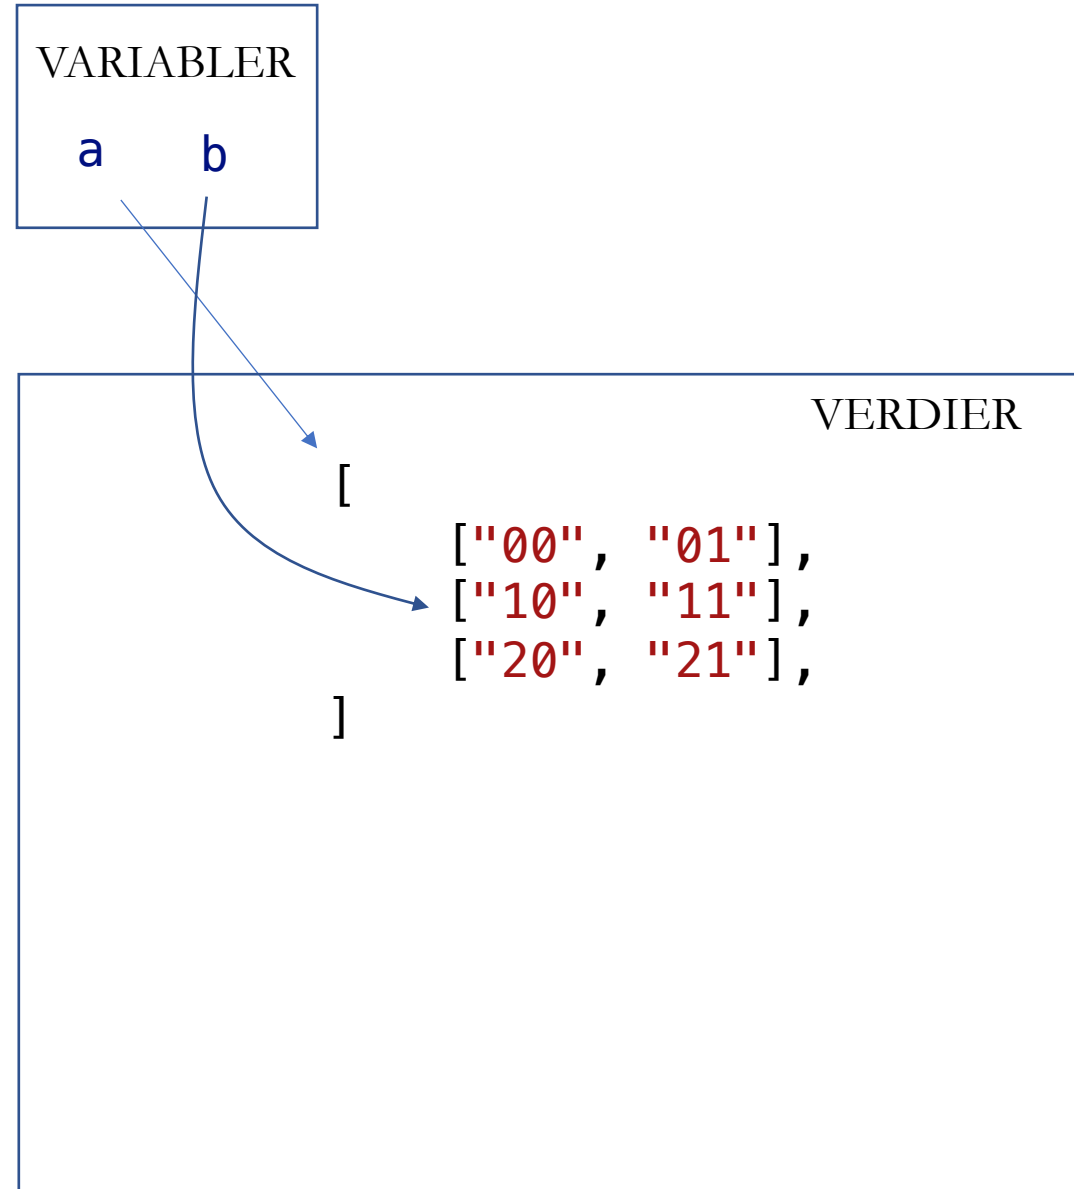 VARIABLER
a b
VERDIER
[
["00", "01"],
["10", "11"],
["20", "21"],
]